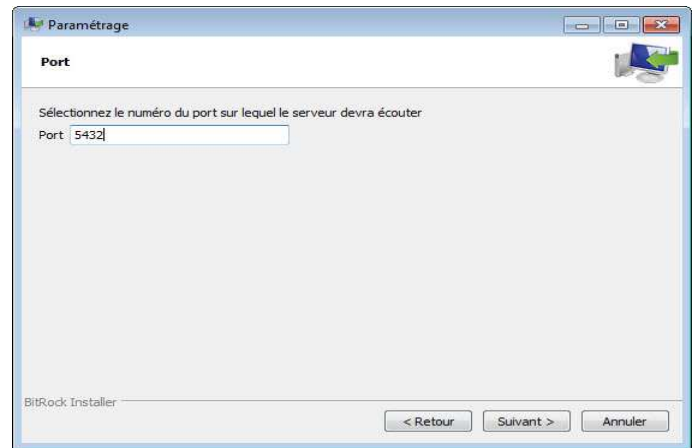 Paramétrage
Port
Sélectionnez le numéro du port sur lequel le serveur devra écouter
Port 5432
BitRock Installer
< Retour Suivant > Annuler